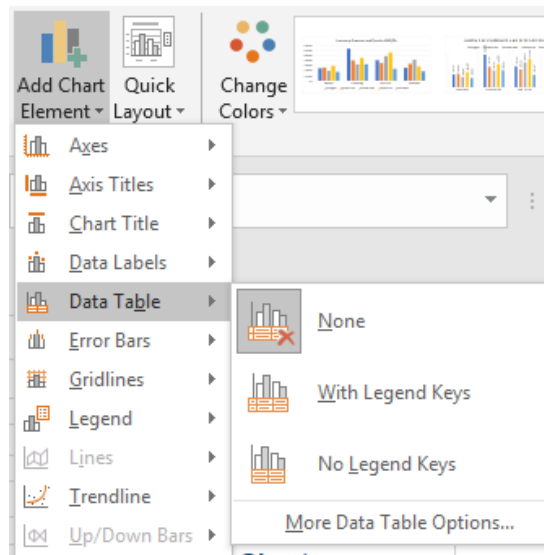 Add Chart
Element
Quick
Layout
Change
Colors
Axes
Axis Titles
Chart Title
Data Labels
Data Table
Error Bars
Gridlines
Legend
Lines
Trendline
Up/Down Bars
None
With Legend Keys
No Legend Keys
More Data Table Options...